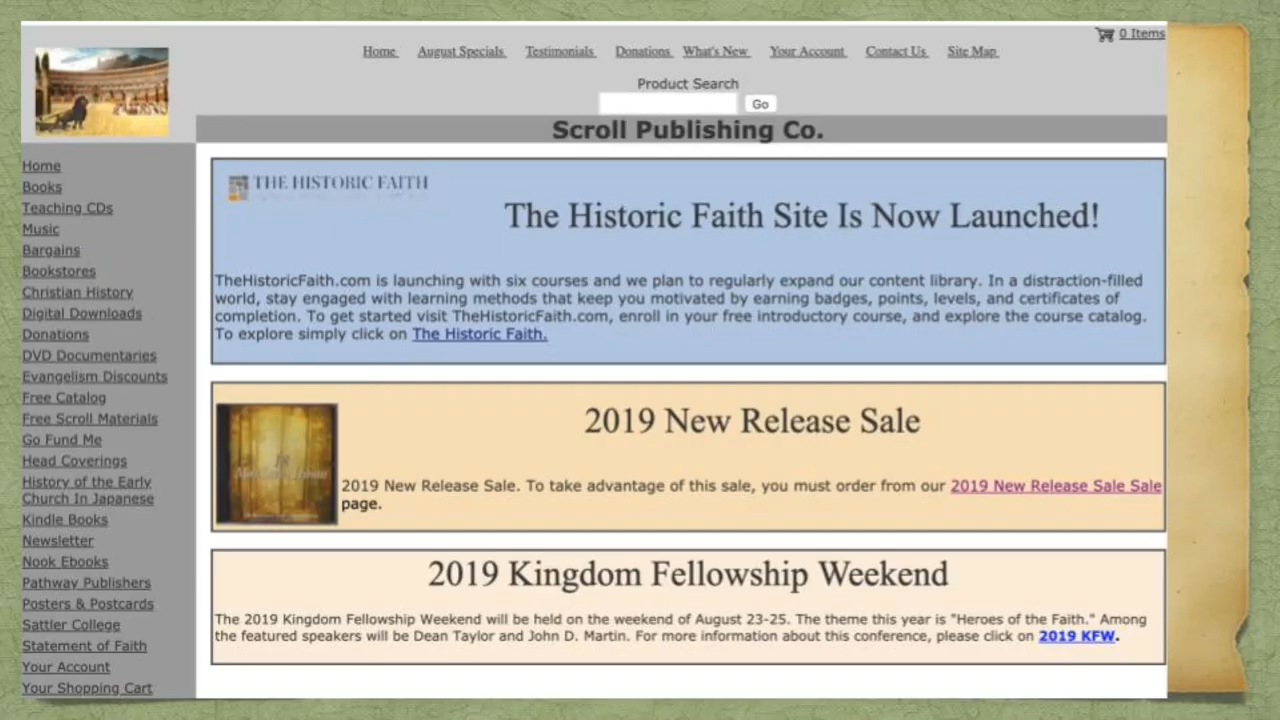 0 Items
Home August Specials Testimonials Donations What's New Your Account Contact Us Site Map
Product Search
Go
Scroll Publishing Co.
Home
Books
Teaching CDs
Music
Bargains
Bookstores
Christian History
Digital Downloads
Donations
DVD Documentaries
Evangelism Discounts
Free Catalog
Free Scroll Materials
Go Fund Me
Head Coverings
History of the Early
Church In Japanese
Kindle Books
Newsletter
Nook Ebooks
Pathway Publishers
Posters & Postcards
Sattler College
Statement of Faith
Your Account
Your Shopping Cart
THE HISTORIC FAITH
The Historic Faith Site Is Now Launched!
TheHistoricFaith.com is launching with six courses and we plan to regularly expand our content library. In a distraction-filled
world, stay engaged with learning methods that keep you motivated by earning badges, points, levels, and certificates of
completion. To get started visit TheHistoricFaith.com, enroll in your free introductory course, and explore the course catalog.
To explore simply click on The Historic Faith.
2019 New Release Sale
2019 New Release Sale. To take advantage of this sale, you must order from our 2019 New Release Sale Sale
page.
2019 Kingdom Fellowship Weekend
The 2019 Kingdom Fellowship Weekend will be held on the weekend of August 23-25. The theme this year is "Heroes of the Faith." Among
the featured speakers will be Dean Taylor and John D. Martin. For more information about this conference, please click on 2019 KFW.